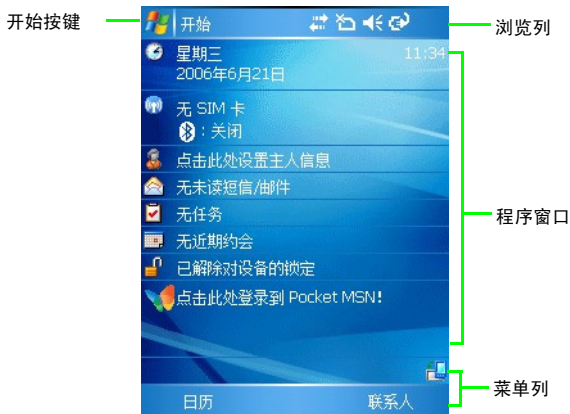 开始按键
开始
浏览列
星期三
11:34
2006年6月21日
无 SIM 卡
：关闭
点击此处设置主人信息
无未读短信/邮件
无任务
程序窗口
无近期约会
已解除对设备的锁定
点击此处登录到 Pocket MSN!
菜单列
日历
联系人